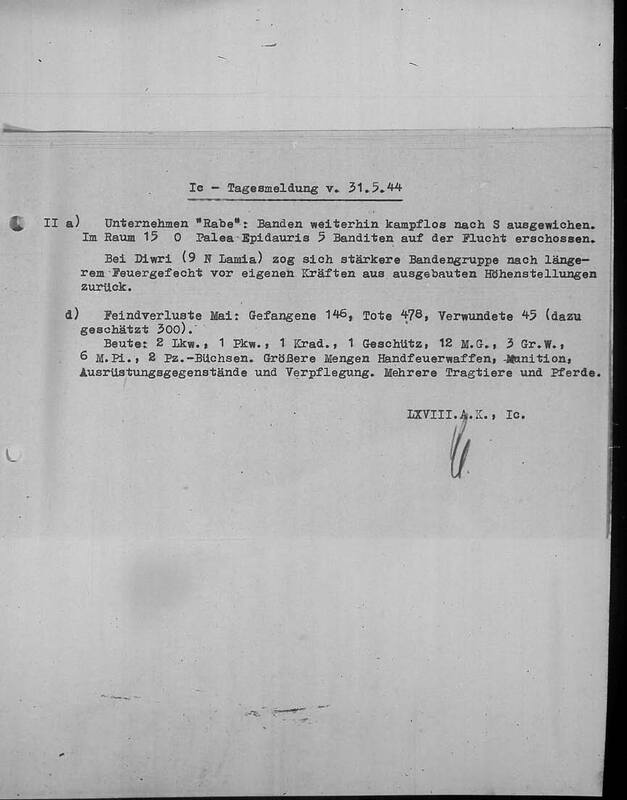 Ic - Tagesmeldung v. 31.5.44
II a) Unternehmen "Rabe": Banden weiterhin kampflos nach S ausgewichen.
Im Raum 15 O Palea Epidauris 5 Banditen auf der Flucht erschossen.
Bei Diwri (9 N Lamia) zog sich stärkere Bandengruppe nach länge-
rem Feuergefecht vor eigenen Kräften aus ausgebauten Höhenstellungen
zurück.
d) Feindverluste Mai: Gefangene 146, Tote 478, Verwundete 45 (dazu
geschätzt 300).
Beute: 2 Lkw., 1 Pkw., 1 Krad., 1 Geschütz, 12 M.G., 3 Gr.W.,
6 M.Pi., 2 Pz.-Büchsen. Größere Mengen Handfeuerwaffen, Munition,
Ausrüstungsgegenstände und Verpflegung. Mehrere Tragtiere und Pferde.
LXVIII.A.K., Ic.